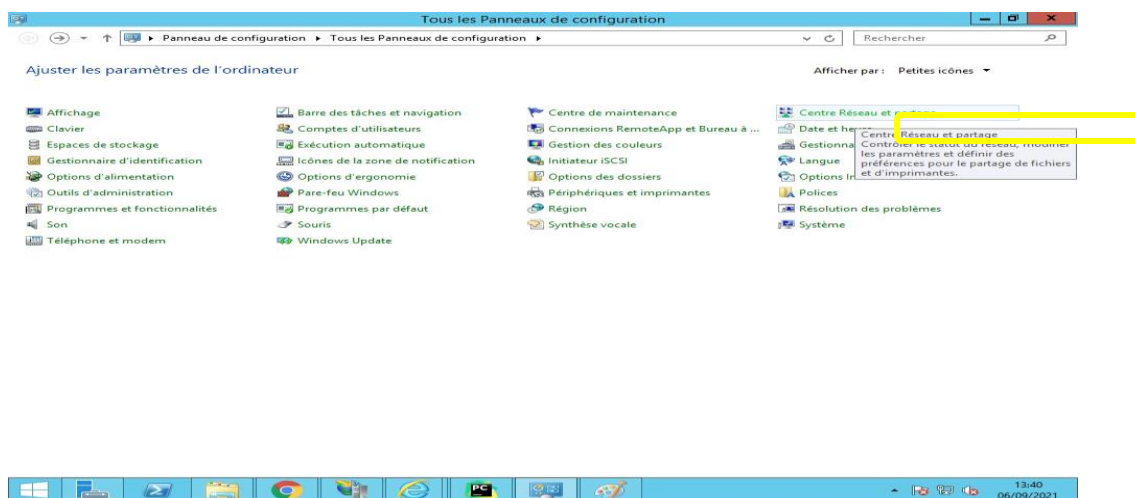 Tous les Panneaux de configuration
Panneau de configuration ▸ Tous les Panneaux de configuration ▸
Rechercher
Ajuster les paramètres de l'ordinateur
Afficher par : Petites icônes
Affichage
Barre des tâches et navigation
Centre de maintenance
Centre Réseau et partage
Clavier
Comptes d'utilisateurs
Connexions RemoteApp et Bureau à ...
Date et heure
Espaces de stockage
Exécution automatique
Gestion des couleurs
Gestionna
Gestionnaire d'identification
Icônes de la zone de notification
Initiateur iSCSI
Langue
Options d'alimentation
Options d'ergonomie
Options des dossiers
Options In
Outils d'administration
Pare-feu Windows
Périphériques et imprimantes
Polices
Programmes et fonctionnalités
Programmes par défaut
Région
Résolution des problèmes
Son
Souris
Synthèse vocale
Système
Téléphone et modem
Windows Update
Centre Réseau et partage
Contrôler le statut du réseau, modifier
les paramètres et définir des
préférences pour le partage de fichiers
et d'imprimantes.
PC
13:40
06/09/2021